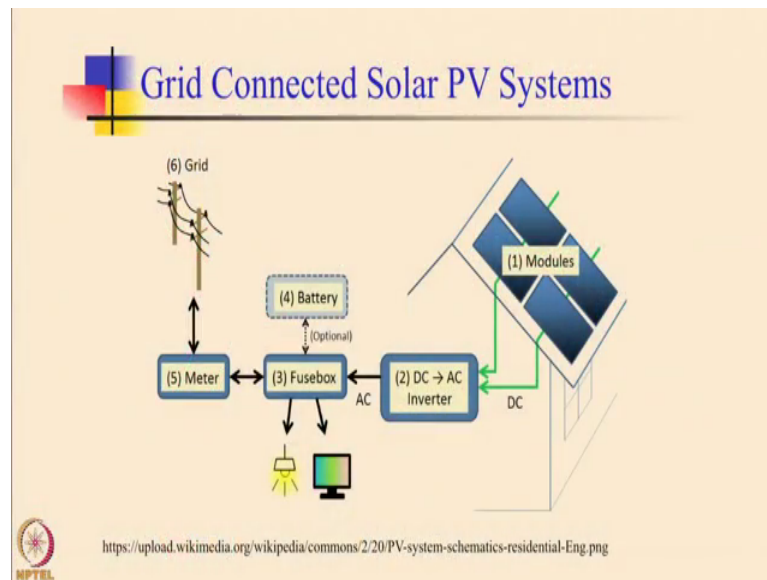 Grid Connected Solar PV Systems
(6) Grid
(1) Modules
(4) Battery
(Optional)
(5) Meter
(3) Fusebox
AC
(2) DC → AC
Inverter
DC
https://upload.wikimedia.org/wikipedia/commons/2/20/PV-system-schematics-residential-Eng.png
NPTEL